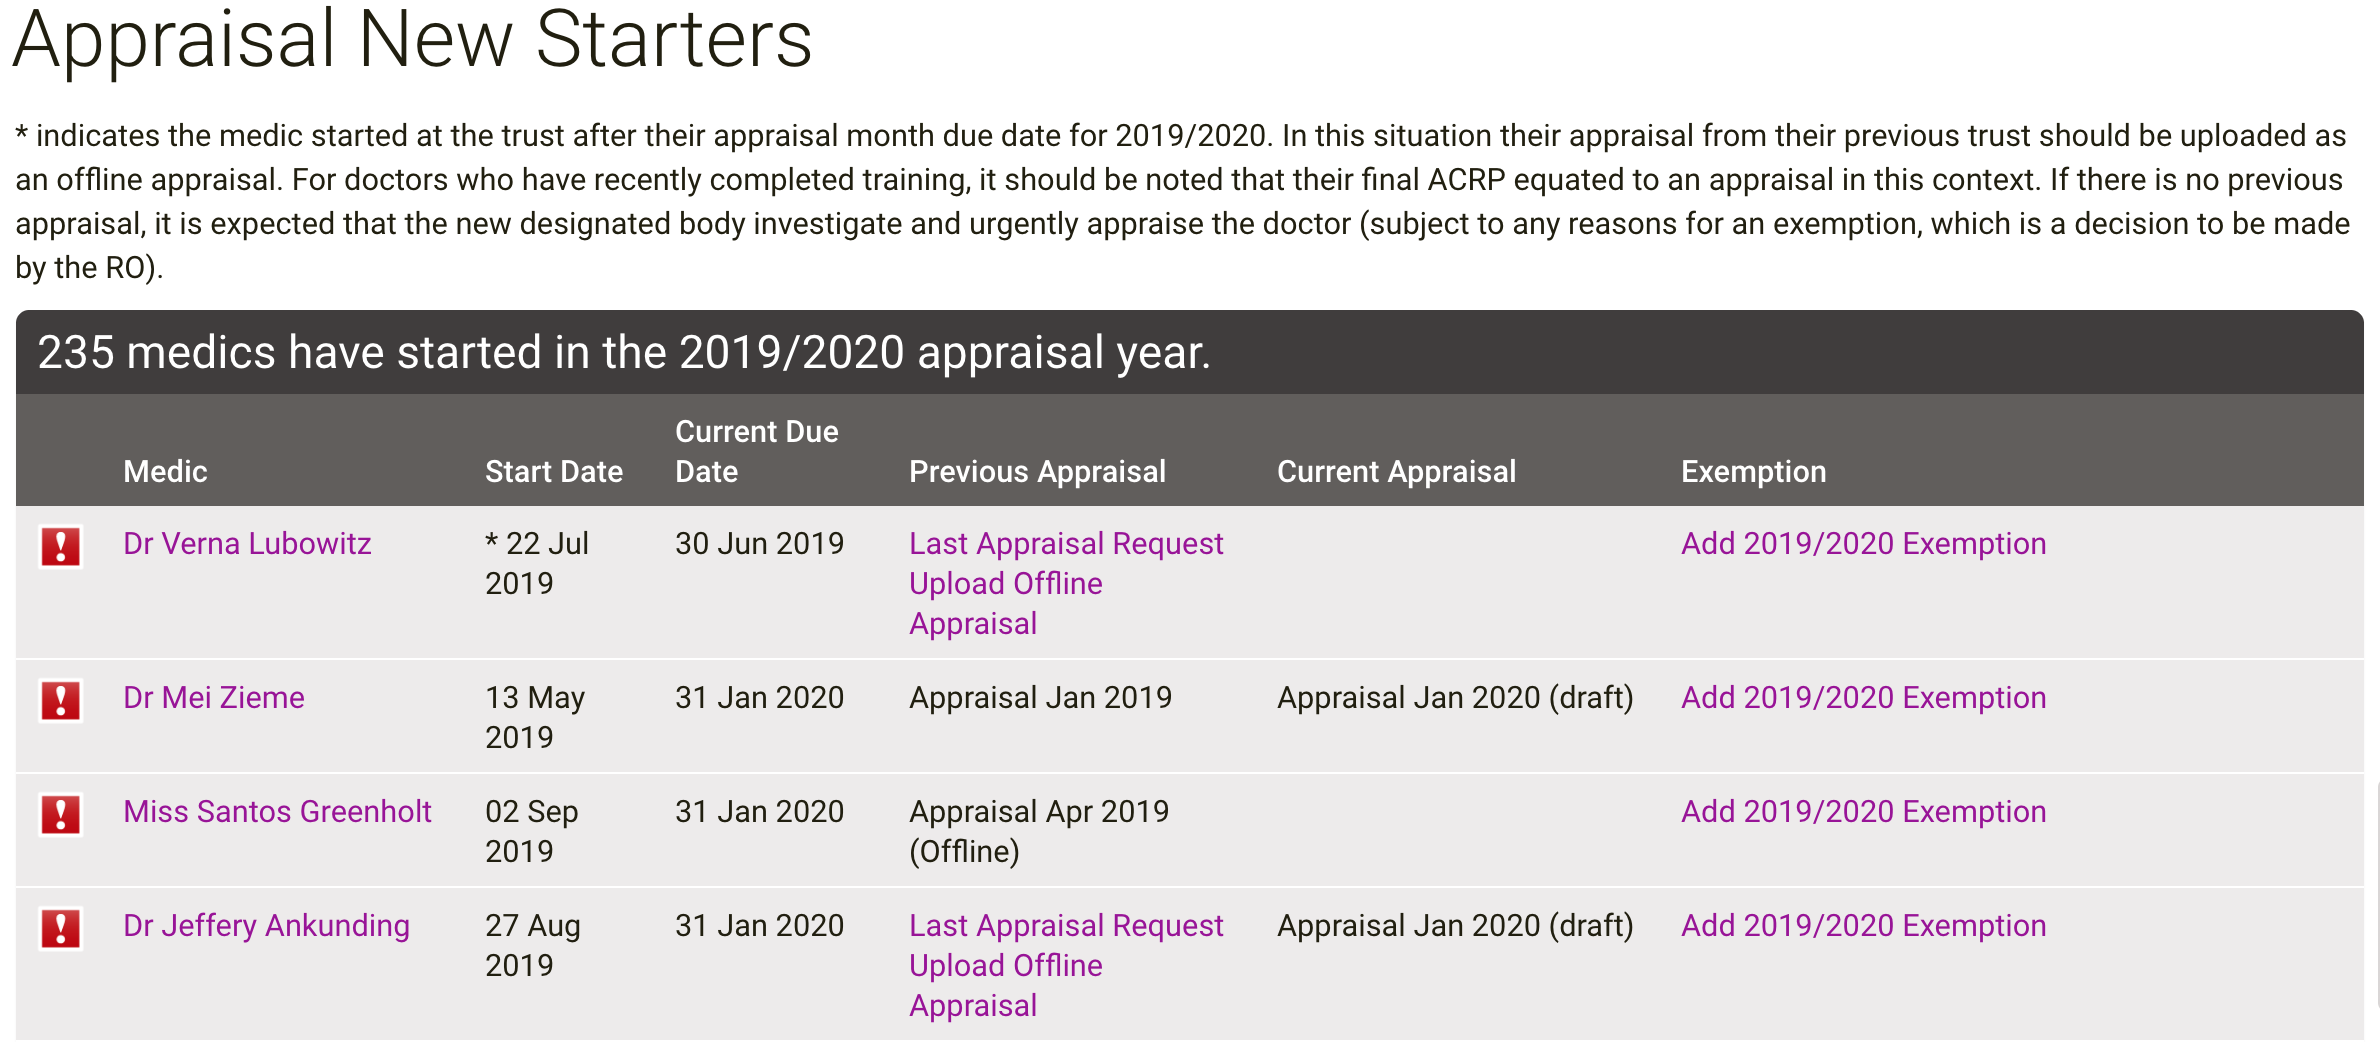 Appraisal New Starters
* indicates the medic started at the trust after their appraisal month due date for 2019/2020. In this situation their appraisal from their previous trust should be uploaded as
an offline appraisal. For doctors who have recently completed training, it should be noted that their final ACRP equated to an appraisal in this context. If there is no previous
appraisal, it is expected that the new designated body investigate and urgently appraise the doctor (subject to any reasons for an exemption, which is a decision to be made
by the RO).
235 medics have started in the 2019/2020 appraisal year.
Medic Start Date Current Due Date Previous Appraisal Current Appraisal Exemption
Dr Verna Lubowitz * 22 Jul 30 Jun 2019 Last Appraisal Request Add 2019/2020 Exemption
2019 Upload Offline
Appraisal
Dr Mei Zieme 13 May 31 Jan 2020 Appraisal Jan 2019 Appraisal Jan 2020 (draft) Add 2019/2020 Exemption
2019
Miss Santos Greenholt 02 Sep 31 Jan 2020 Appraisal Apr 2019 Add 2019/2020 Exemption
2019 (Offline)
Dr Jeffery Ankunding 27 Aug 31 Jan 2020 Last Appraisal Request Appraisal Jan 2020 (draft) Add 2019/2020 Exemption
2019 Upload Offline
Appraisal